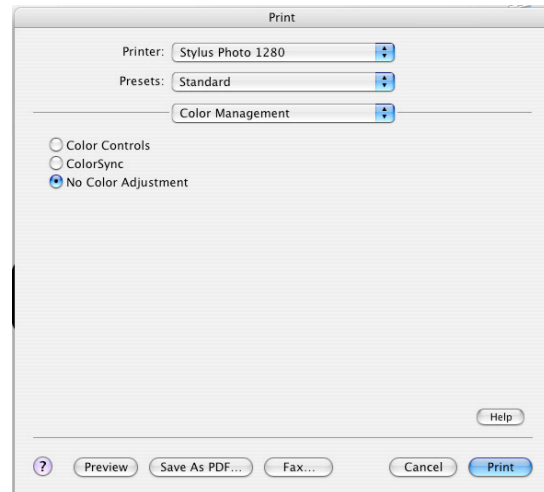 Print
Printer: Stylus Photo 1280
Presets: Standard
Color Management
Color Controls
ColorSync
No Color Adjustment
Help
? Preview Save As PDF... Fax... Cancel Print